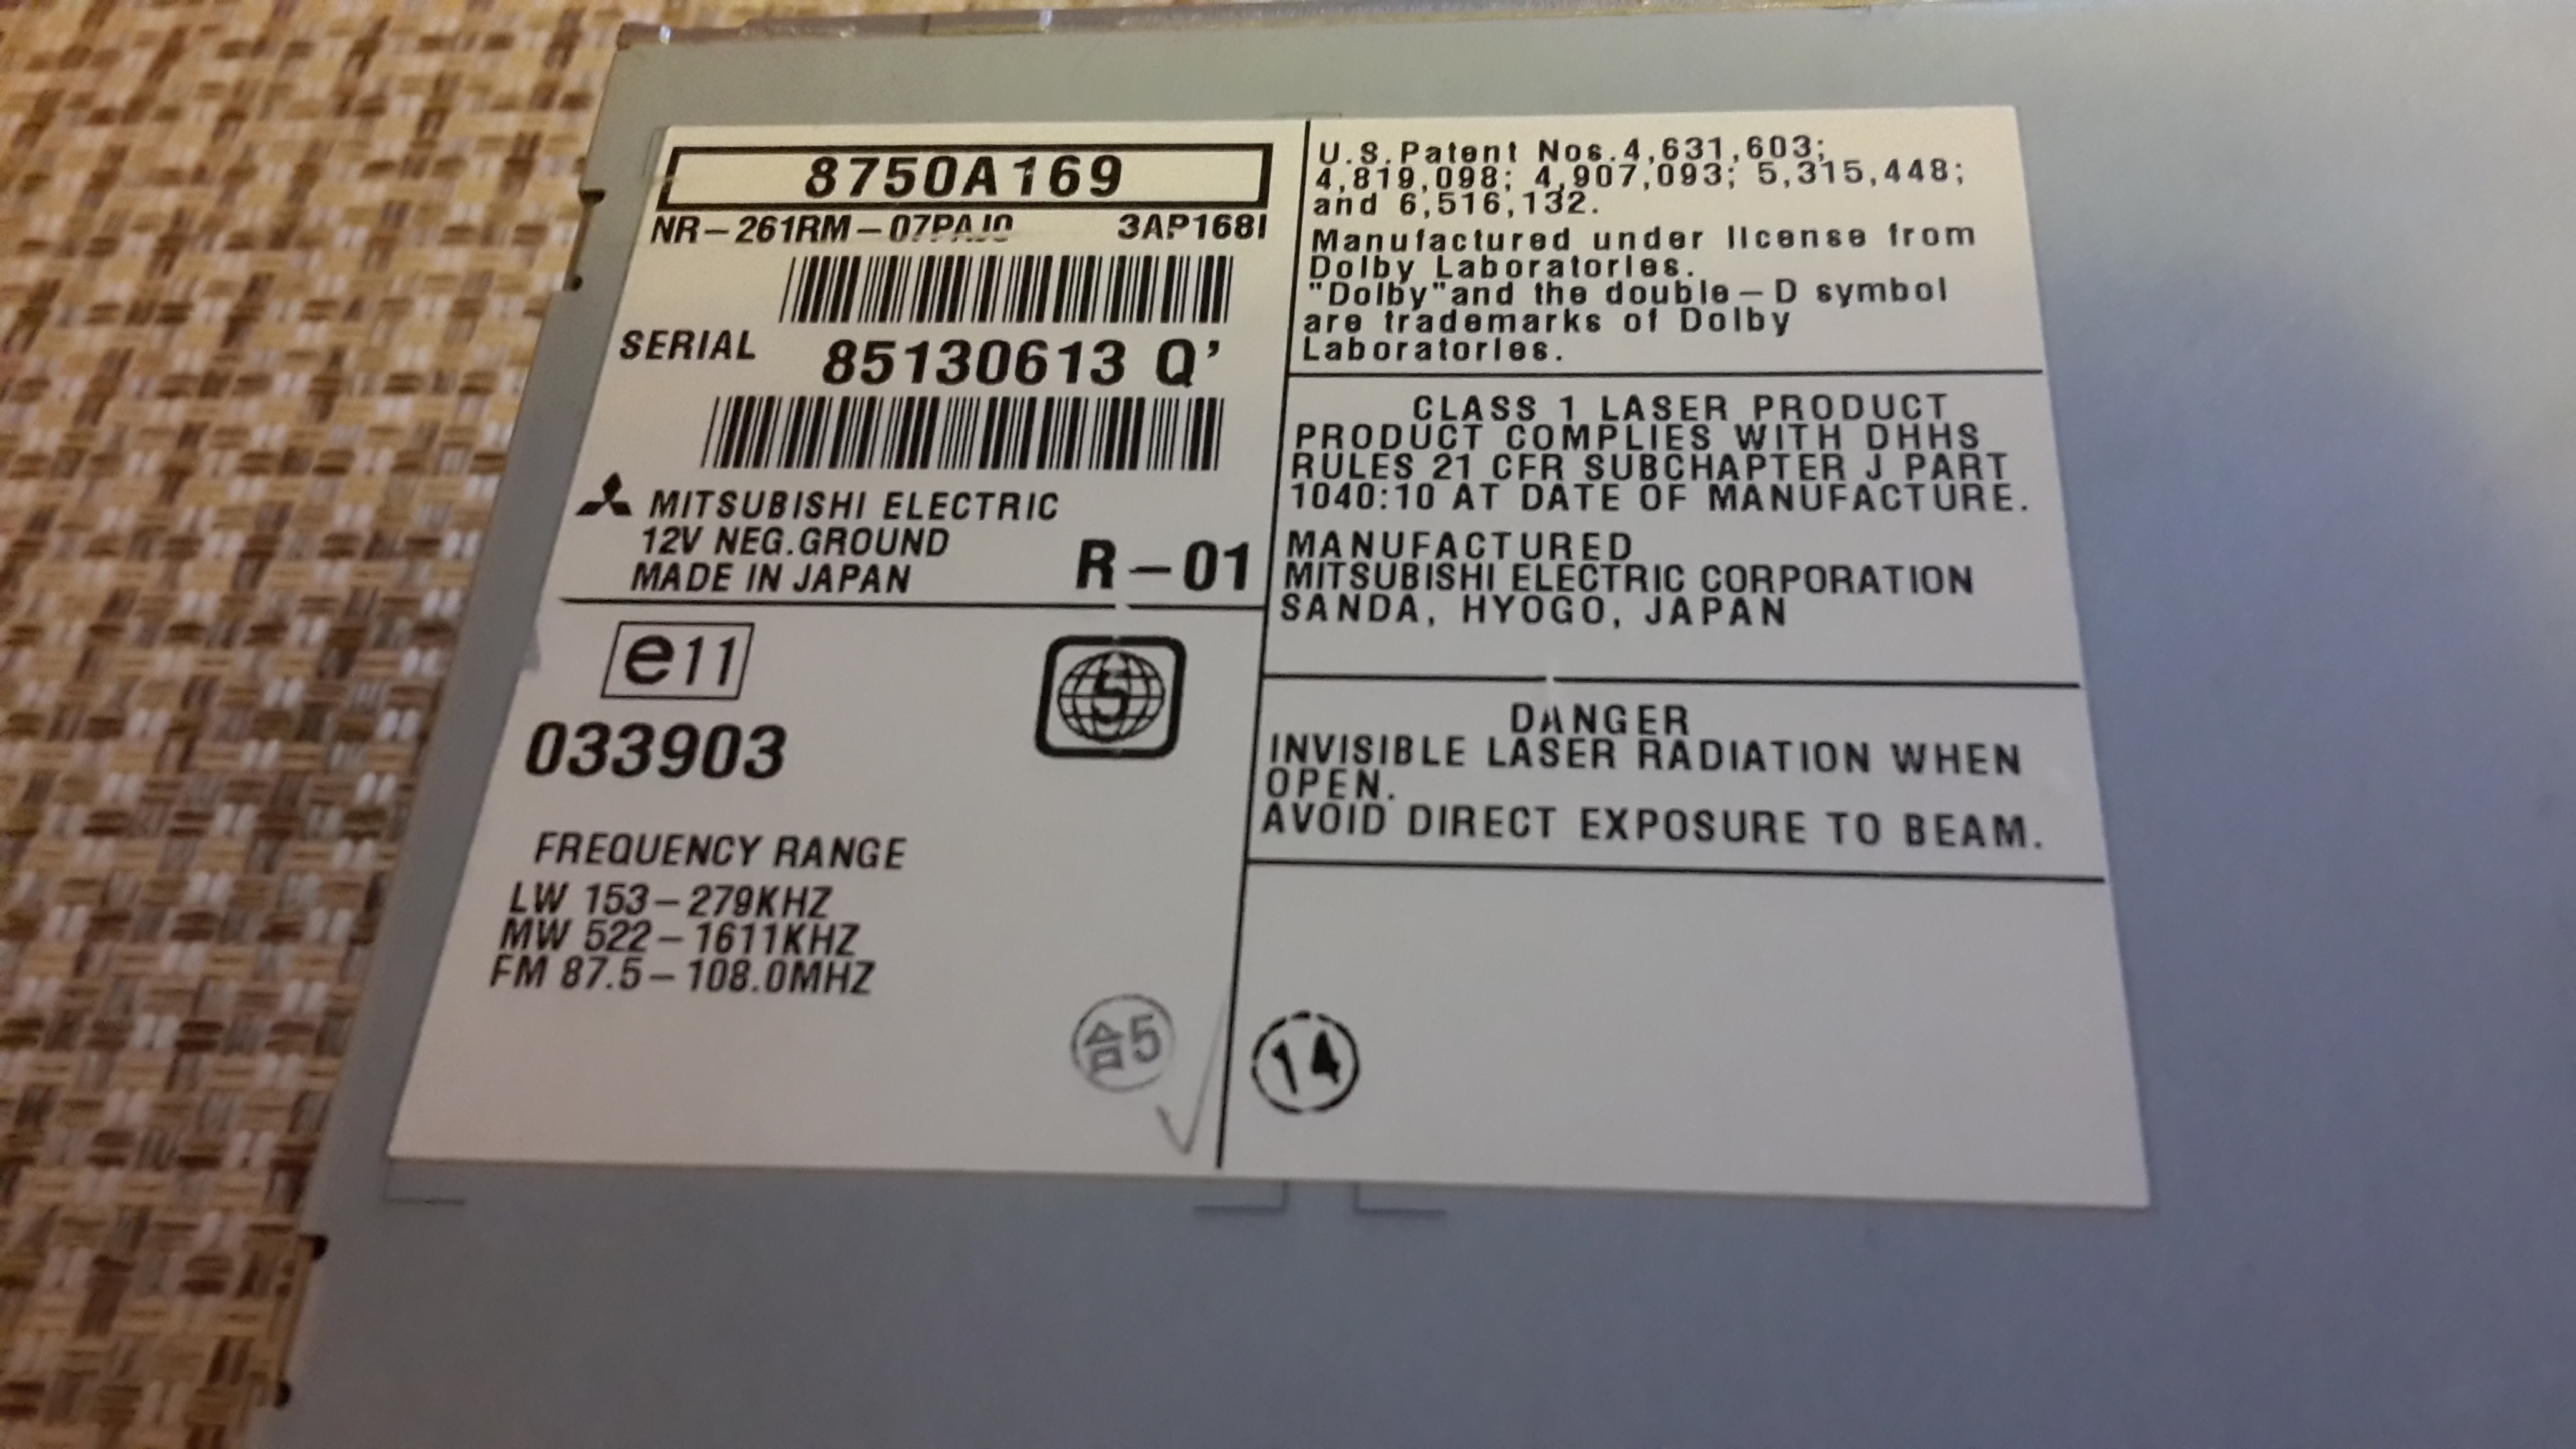 8750A169
NR-261RM-07PAJ0 3AP168I
SERIAL 85130613 Q'
MITSUBISHI ELECTRIC
12V NEG.GROUND
MADE IN JAPAN R-01
e11
5
033903
FREQUENCY RANGE
LW 153-279KHZ
MW 522-1611KHZ
FM 87.5-108.0MHZ
合5
U.S.Patent Nos.4,631,603;
4,819,098; 4,907,093; 5,315,448;
and 6,516,132.
Manufactured under license from
Dolby Laboratories.
"Dolby"and the double-D symbol
are trademarks of Dolby
Laboratories.
CLASS 1 LASER PRODUCT
PRODUCT COMPLIES WITH DHHS
RULES 21 CFR SUBCHAPTER J PART
1040:10 AT DATE OF MANUFACTURE.
MANUFACTURED
MITSUBISHI ELECTRIC CORPORATION
SANDA, HYOGO, JAPAN
DANGER
INVISIBLE LASER RADIATION WHEN
OPEN.
AVOID DIRECT EXPOSURE TO BEAM.
14